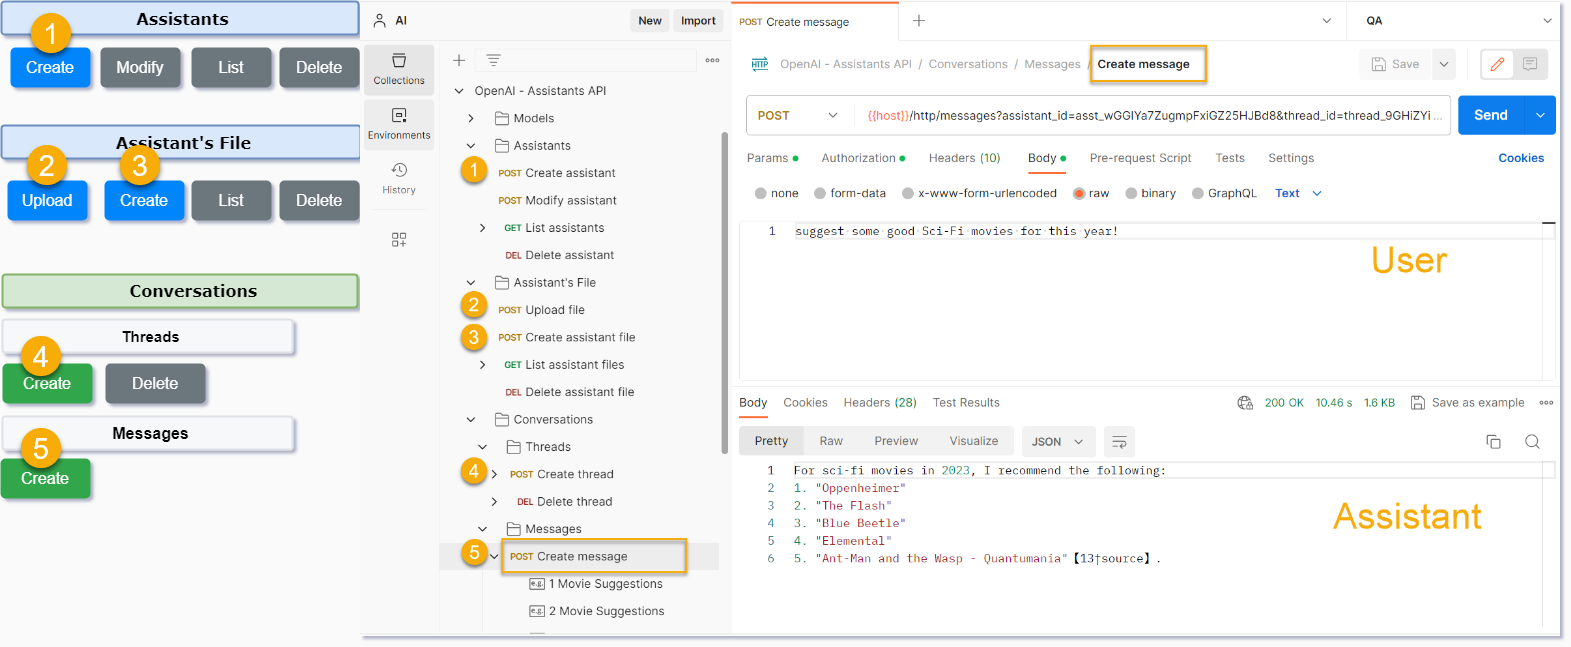 Assistants
1
Create
Modify
List
Delete
Assistant's File
2
3
Upload
Create
List
Delete
Conversations
Threads
4
Create
Delete
Messages
5
Create
AI
New
Import
Collections
Environments
History
OpenAI - Assistants API
Models
Assistants
1
POST Create assistant
POST Modify assistant
GET List assistants
DEL Delete assistant
Assistant's File
2
POST Upload file
3
POST Create assistant file
GET List assistant files
DEL Delete assistant file
Conversations
Threads
4
POST Create thread
DEL Delete thread
Messages
5
POST Create message
e.g. 1 Movie Suggestions
e.g. 2 Movie Suggestions
POST Create message
QA
HTTP OpenAI - Assistants API / Conversations / Messages / Create message
Save
POST
{{host}}/http/messages?assistant_id=asst_wGGIYa7ZugmpFxiGZ25HJBd8&thread_id=thread_9GHiZYi ...
Send
Params Authorization Headers (10) Body Pre-request Script Tests Settings Cookies
none form-data x-www-form-urlencoded raw binary GraphQL Text
1 suggest some good Sci-Fi movies for this year!
User
Body Cookies Headers (28) Test Results 200 OK 10.46 s 1.6 KB Save as example
Pretty Raw Preview Visualize JSON
1 For sci-fi movies in 2023, I recommend the following:
2 1. "Oppenheimer"
3 2. "The Flash"
4 3. "Blue Beetle"
5 4. "Elemental"
6 5. "Ant-Man and the Wasp - Quantumania"【13†source】.
Assistant